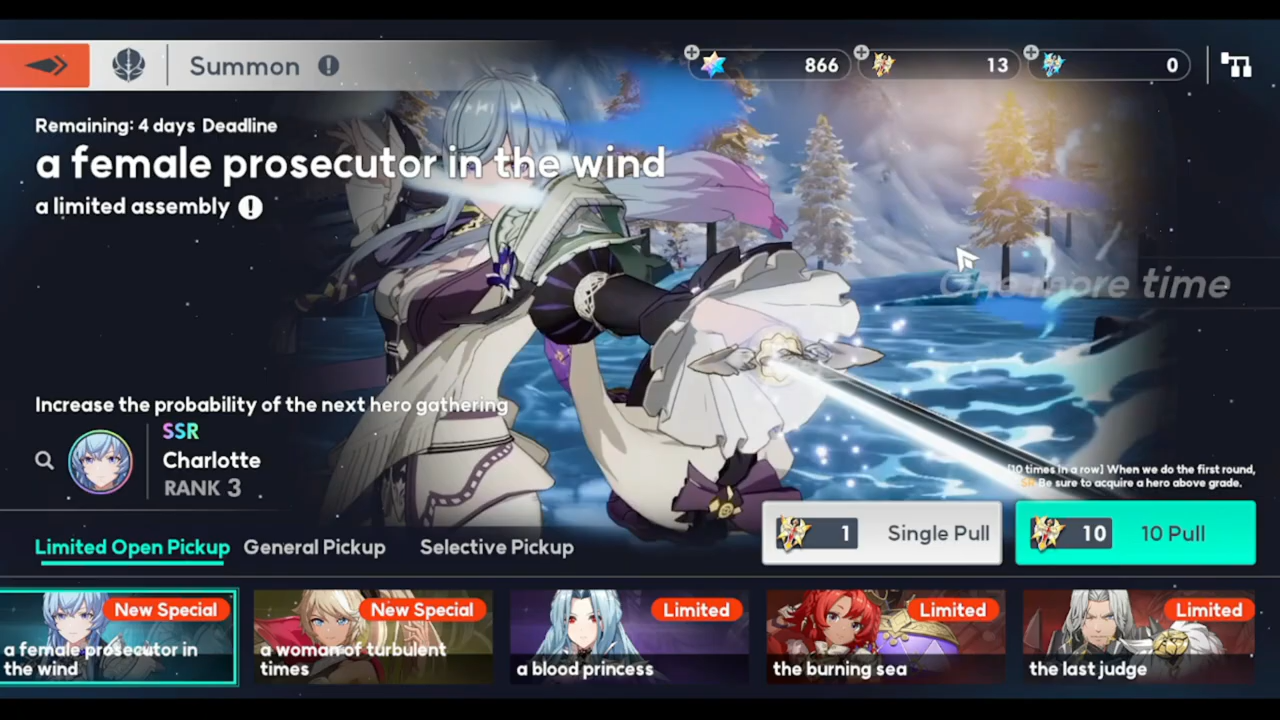 Summon
866
13
0
Remaining: 4 days Deadline
a female prosecutor in the wind
a limited assembly
One more time
Increase the probability of the next hero gathering
SSR
Charlotte
RANK 3
[10 times in a row] When we do the first round,
SR Be sure to acquire a hero above grade.
1 Single Pull
10 10 Pull
Limited Open Pickup
General Pickup
Selective Pickup
New Special
a female prosecutor in
the wind
New Special
a woman of turbulent
times
Limited
a blood princess
Limited
the burning sea
Limited
the last judge